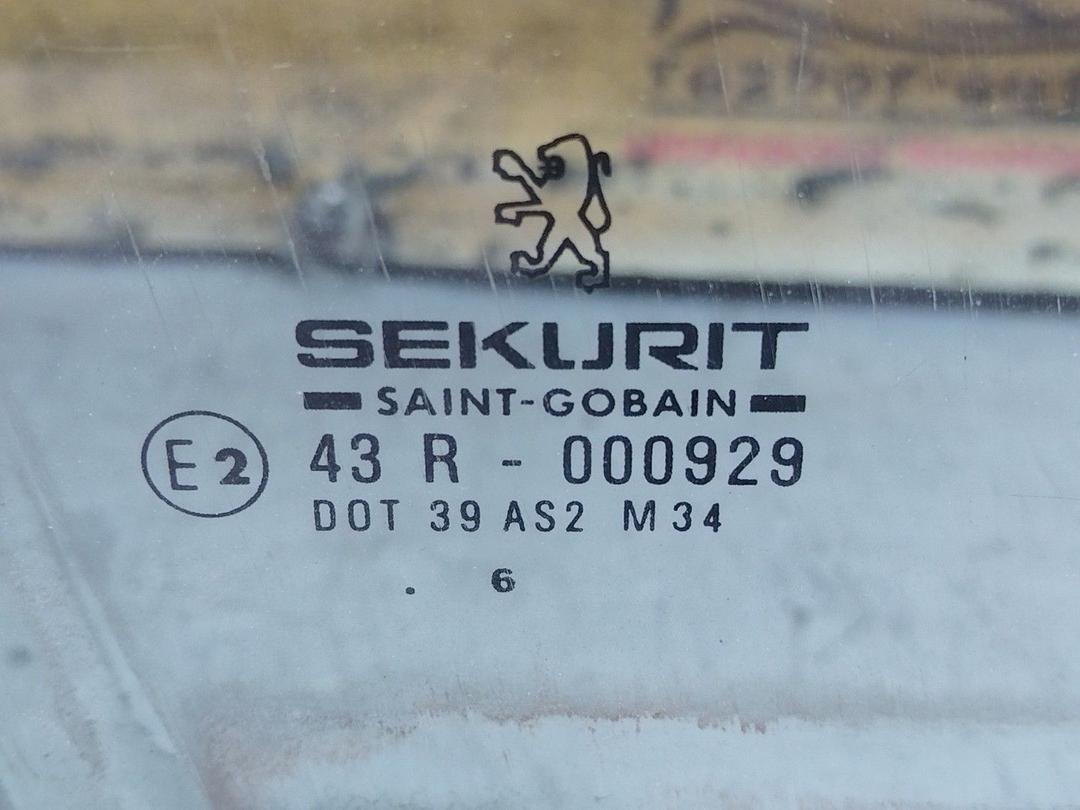 SEKURIT
SAINT-GOBAIN
E2 43 R - 000929
DOT 39 AS2 M34
. 6